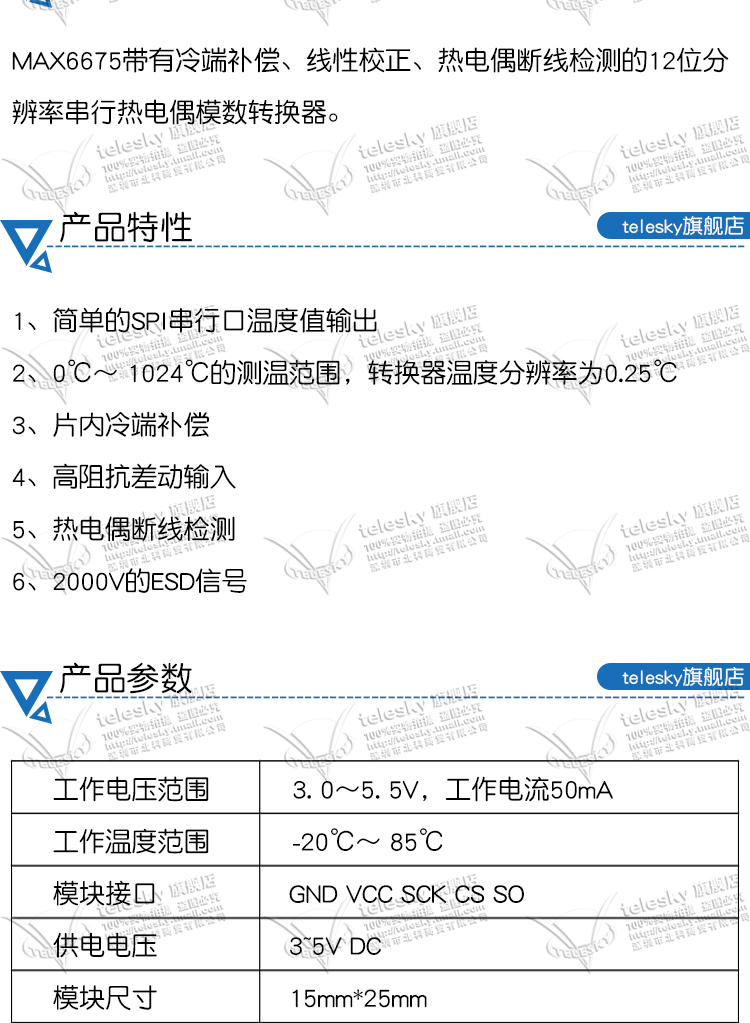 MAX6675带有冷端补偿、线性校正、热电偶断线检测的12位分
辨率串行热电偶模数转换器。
产品特性
telesky旗舰店
1、简单的SPI串行口温度值输出
2、0℃～ 1024℃的测温范围，转换器温度分辨率为0.25℃
3、片内冷端补偿
4、高阻抗差动输入
5、热电偶断线检测
6、2000V的ESD信号
产品参数
telesky旗舰店
工作电压范围 3.0～5.5V，工作电流50mA
工作温度范围 -20℃～ 85℃
模块接口 GND VCC SCK CS SO
供电电压 3~5V DC
模块尺寸 15mm*25mm